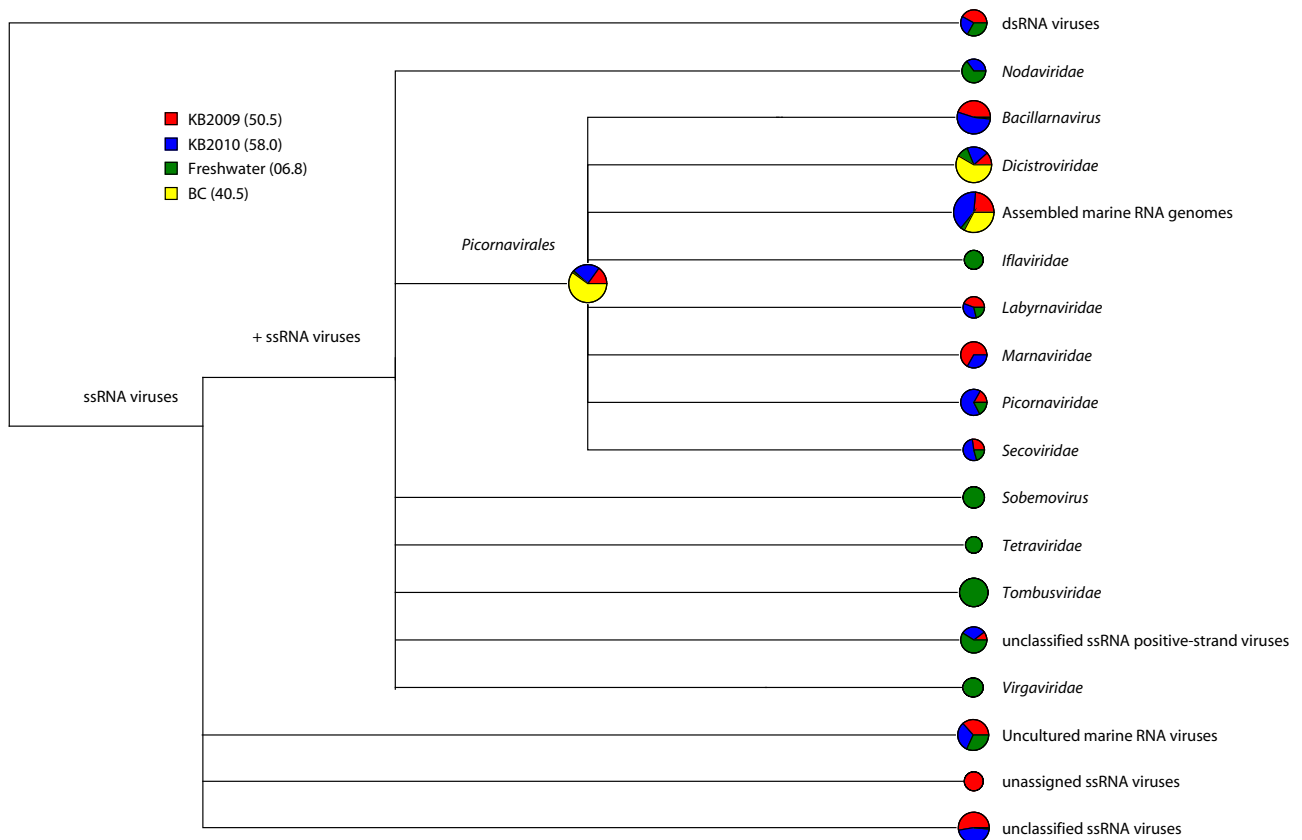 dsRNA viruses
Nodaviridae
KB2009 (50.5)
KB2010 (58.0)
Freshwater (06.8)
BC (40.5)
Bacillarnavirus
Dicistroviridae
Assembled marine RNA genomes
Picornavirales
Iflaviridae
Labyrnaviridae
+ ssRNA viruses
Marnaviridae
ssRNA viruses
Picornaviridae
Secoviridae
Sobemovirus
Tetraviridae
Tombusviridae
unclassified ssRNA positive-strand viruses
Virgaviridae
Uncultured marine RNA viruses
unassigned ssRNA viruses
unclassified ssRNA viruses